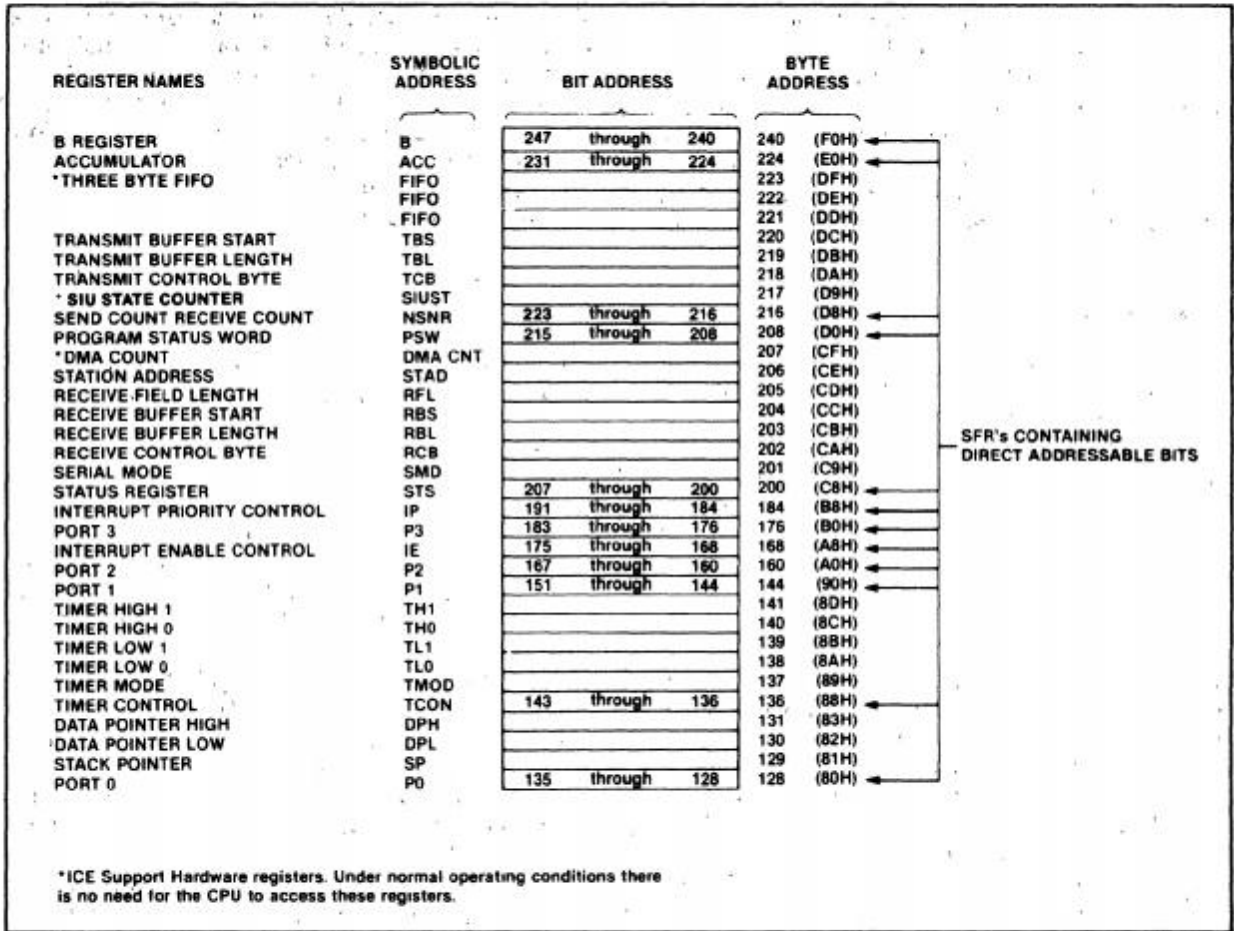 SYMBOLIC BYTE
REGISTER NAMES ADDRESS BIT ADDRESS ADDRESS
B REGISTER B 247 through 240 240 (F0H)
ACCUMULATOR ACC 231 through 224 224 (E0H)
*THREE BYTE FIFO FIFO 223 (DFH)
FIFO 222 (DEH)
FIFO 221 (DDH)
TRANSMIT BUFFER START TBS 220 (DCH)
TRANSMIT BUFFER LENGTH TBL 219 (DBH)
TRANSMIT CONTROL BYTE TCB 218 (DAH)
* SIU STATE COUNTER SIUST 217 (D9H)
SEND COUNT RECEIVE COUNT NSNR 223 through 216 216 (D8H)
PROGRAM STATUS WORD PSW 215 through 208 208 (D0H)
*DMA COUNT DMA CNT 207 (CFH)
STATION ADDRESS STAD 206 (CEH)
RECEIVE FIELD LENGTH RFL 205 (CDH)
RECEIVE BUFFER START RBS 204 (CCH)
RECEIVE BUFFER LENGTH RBL 203 (CBH)
RECEIVE CONTROL BYTE RCB 202 (CAH)
SERIAL MODE SMD 201 (C9H)
STATUS REGISTER STS 207 through 200 200 (C8H)
INTERRUPT PRIORITY CONTROL IP 191 through 184 184 (B8H)
PORT 3 P3 183 through 176 176 (B0H)
INTERRUPT ENABLE CONTROL IE 175 through 168 168 (A8H)
PORT 2 P2 167 through 160 160 (A0H)
PORT 1 P1 151 through 144 144 (90H)
TIMER HIGH 1 TH1 141 (8DH)
TIMER HIGH 0 TH0 140 (8CH)
TIMER LOW 1 TL1 139 (8BH)
TIMER LOW 0 TL0 138 (8AH)
TIMER MODE TMOD 137 (89H)
TIMER CONTROL TCON 143 through 136 136 (88H)
DATA POINTER HIGH DPH 131 (83H)
DATA POINTER LOW DPL 130 (82H)
STACK POINTER SP 129 (81H)
PORT 0 P0 135 through 128 128 (80H)
SFR's CONTAINING
DIRECT ADDRESSABLE BITS
*ICE Support Hardware registers. Under normal operating conditions there
is no need for the CPU to access these registers.